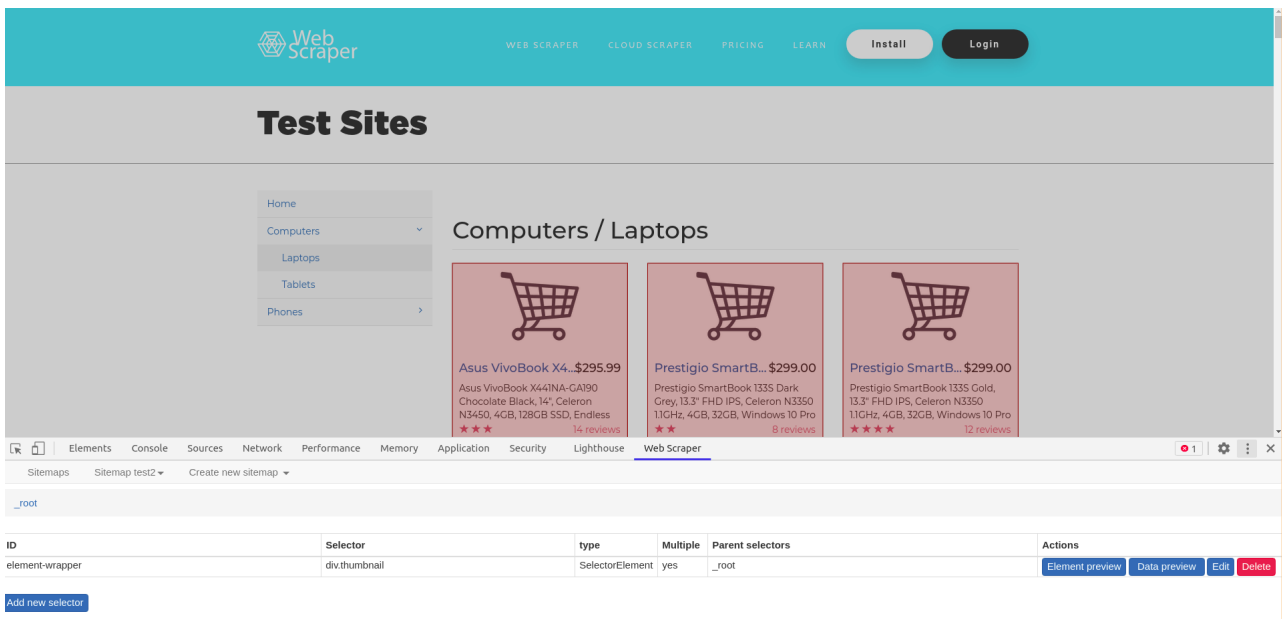 Web
Scraper
WEB SCRAPER CLOUD SCRAPER PRICING LEARN Install Login
Test Sites
Home
Computers
Laptops
Tablets
Phones
Computers / Laptops
Asus VivoBook X4...$295.99
Asus VivoBook X441NA-GA190
Chocolate Black, 14", Celeron
N3450, 4GB, 128GB SSD, Endless
14 reviews
Prestigio SmartB... $299.00
Prestigio SmartBook 133S Dark
Grey, 13.3" FHD IPS, Celeron N3350
1.1GHz, 4GB, 32GB, Windows 10 Pro
8 reviews
Prestigio SmartB... $299.00
Prestigio SmartBook 133S Gold,
13.3" FHD IPS, Celeron N3350
1.1GHz, 4GB, 32GB, Windows 10 Pro
12 reviews
Elements Console Sources Network Performance Memory Application Security Lighthouse Web Scraper 1
Sitemaps Sitemap test2 Create new sitemap
_root
ID Selector type Multiple Parent selectors Actions
element-wrapper div.thumbnail SelectorElement yes _root Element preview Data preview Edit Delete
Add new selector